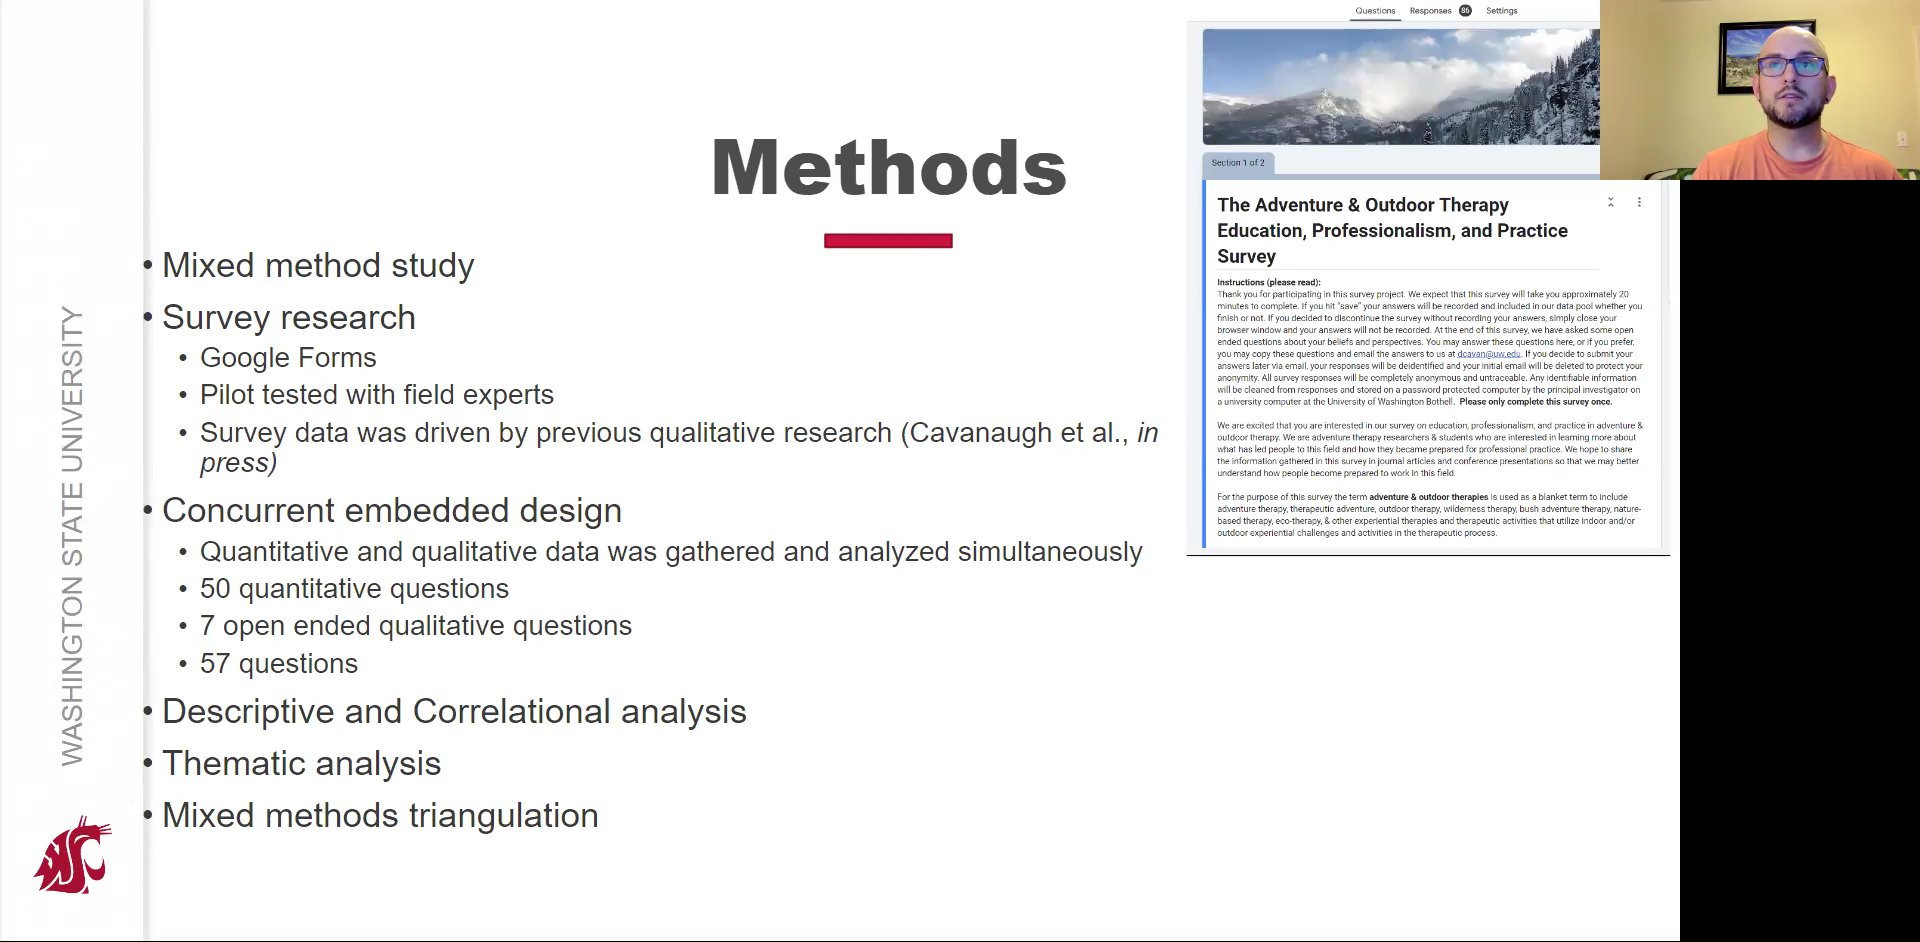 Methods
• Mixed method study
• Survey research
• Google Forms
• Pilot tested with field experts
• Survey data was driven by previous qualitative research (Cavanaugh et al., in
press)
• Concurrent embedded design
• Quantitative and qualitative data was gathered and analyzed simultaneously
• 50 quantitative questions
• 7 open ended qualitative questions
• 57 questions
• Descriptive and Correlational analysis
• Thematic analysis
• Mixed methods triangulation
WASHINGTON STATE UNIVERSITY
WSC
Questions Responses 86 Settings
Section 1 of 2
The Adventure & Outdoor Therapy
Education, Professionalism, and Practice
Survey
Instructions (please read):
Thank you for participating in this survey project. We expect that this survey will take you approximately 20
minutes to complete. If you hit "save" your answers will be recorded and included in our data pool whether you
finish or not. If you decided to discontinue the survey without recording your answers, simply close your
browser window and your answers will not be recorded. At the end of this survey, we have asked some open
ended questions about your beliefs and perspectives. You may answer these questions here, or if you prefer,
you may copy these questions and email the answers to us at dcavan@uw.edu. If you decide to submit your
answers later via email, your responses will be deidentified and your initial email will be deleted to protect your
anonymity. All survey responses will be completely anonymous and untraceable. Any identifiable information
will be cleaned from responses and stored on a password protected computer by the principal investigator on
a university computer at the University of Washington Bothell. Please only complete this survey once.
We are excited that you are interested in our survey on education, professionalism, and practice in adventure &
outdoor therapy. We are adventure therapy researchers & students who are interested in learning more about
what has led people to this field and how they became prepared for professional practice. We hope to share
the information gathered in this survey in journal articles and conference presentations so that we may better
understand how people become prepared to work in this field.
For the purpose of this survey the term adventure & outdoor therapies is used as a blanket term to include
adventure therapy, therapeutic adventure, outdoor therapy, wilderness therapy, bush adventure therapy, nature-
based therapy, eco-therapy, & other experiential therapies and therapeutic activities that utilize indoor and/or
outdoor experiential challenges and activities in the therapeutic process.